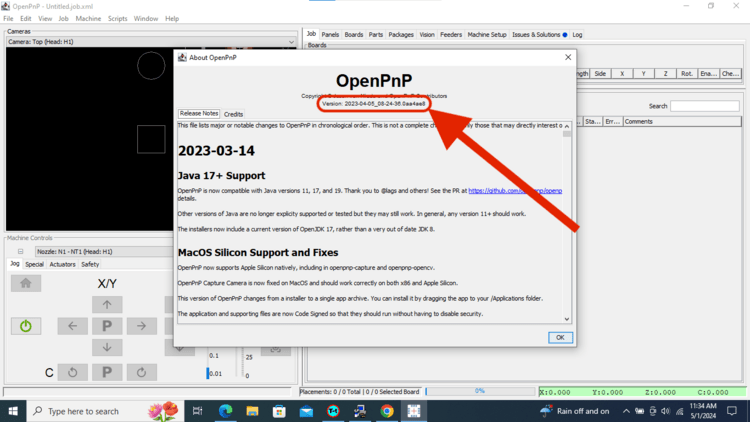 OpenPnP - Untitled.job.xml
File Edit View Job Machine Scripts Window Help
Cameras
Camera: Top (Head: H1)
Job Panels Boards Parts Packages Vision Feeders Machine Setup Issues & Solutions Log
Boards
Side X Y Z Rot. Ena... Che...
Search
Sta... Err... Comments
About OpenPnP
OpenPnP
Version: 2023-04-05_08-24-36.0aa4aa8
Release Notes Credits
This file lists major or notable changes to OpenPnP in chronological order. This is not a complete
those that may directly interest
2023-03-14
Java 17+ Support
OpenPnP is now compatible with Java versions 11, 17, and 19. Thank you to @lags and others! See the PR at https://github.com/
details.
Other versions of Java are no longer explicity supported or tested but they may still work. In general, any version 11+ should work.
The installers now include a current version of OpenJDK 17, rather than a very out of date JDK 8.
MacOS Silicon Support and Fixes
OpenPnP now supports Apple Silicon natively, including in openpnp-capture and openpnp-opencv.
OpenPnP Capture Camera is now fixed on MacOS and should work correctly on both x86 and Apple Silicon.
This version of OpenPnP changes from a installer to a single app archive. You can install it by dragging the app to your /Applications folder.
The application and supporting files are now Code Signed so that they should run without having to disable security.
OK
Machine Controls
Nozzle: N1 - NT1 (Head: H1)
Jog Special Actuators Safety
X/Y
P
C P
0.1
0.01
25
0
Placements: 0 / 0 Total | 0 / 0 Selected Board
0%
X:0.000 Y:0.000 Z:0.000 C:0.000
Type here to search
Rain off and on
11:34 AM
5/1/2024